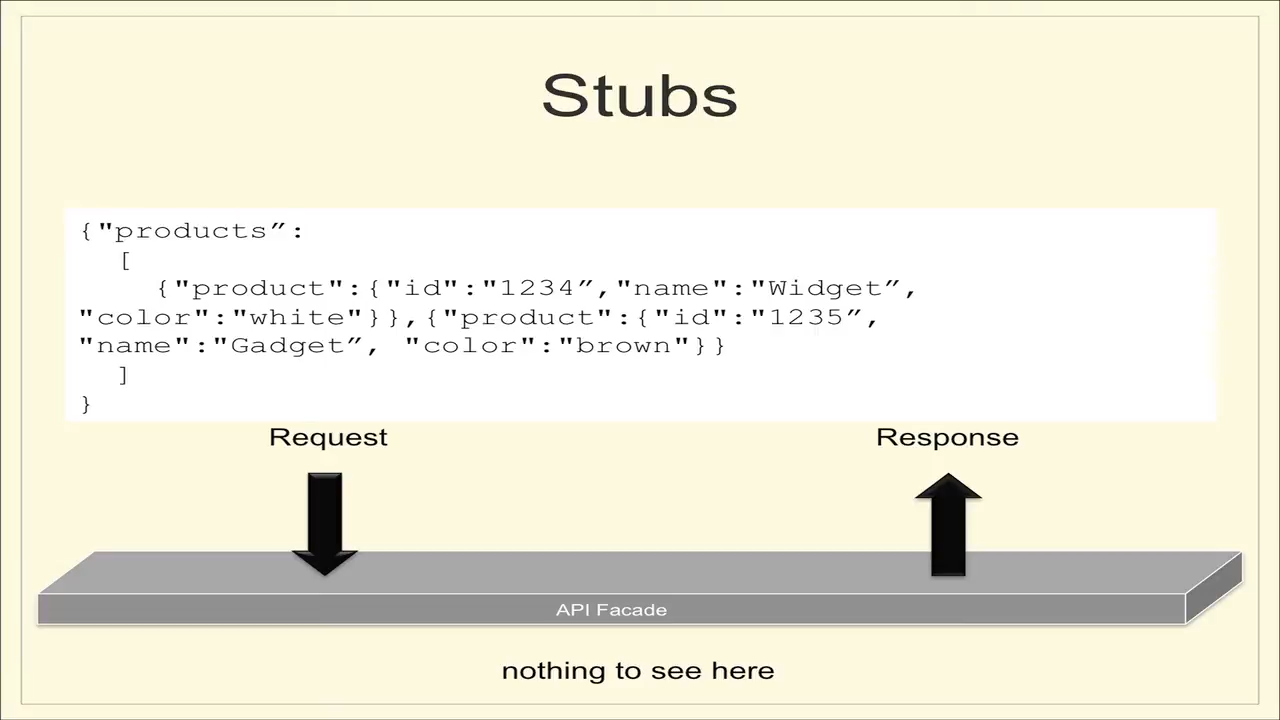 Stubs
{"products”:
[
{"product":{"id":"1234”,"name":"Widget”,
"color":"white"}},{"product":{"id":"1235”,
"name":"Gadget”, "color":"brown"}}
]
}
Request
Response
API Facade
nothing to see here